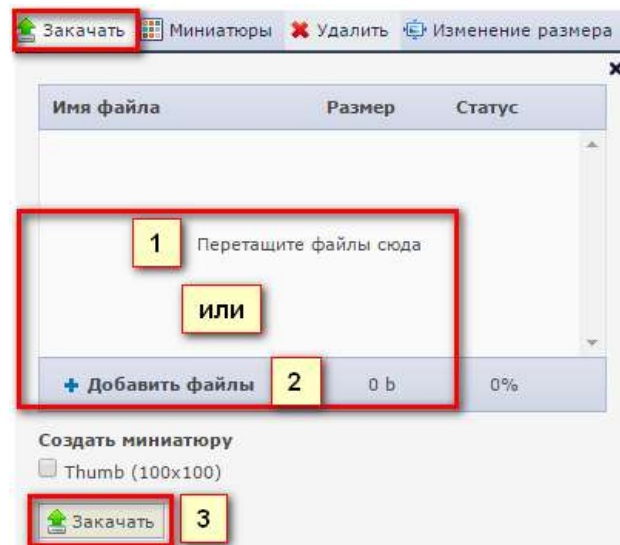 Закачать Миниатюры Удалить Изменение размера
Имя файла Размер Статус
1 Перетащите файлы сюда
или
Добавить файлы 2 0 b 0%
Создать миниатюру
Thumb (100x100)
Закачать 3